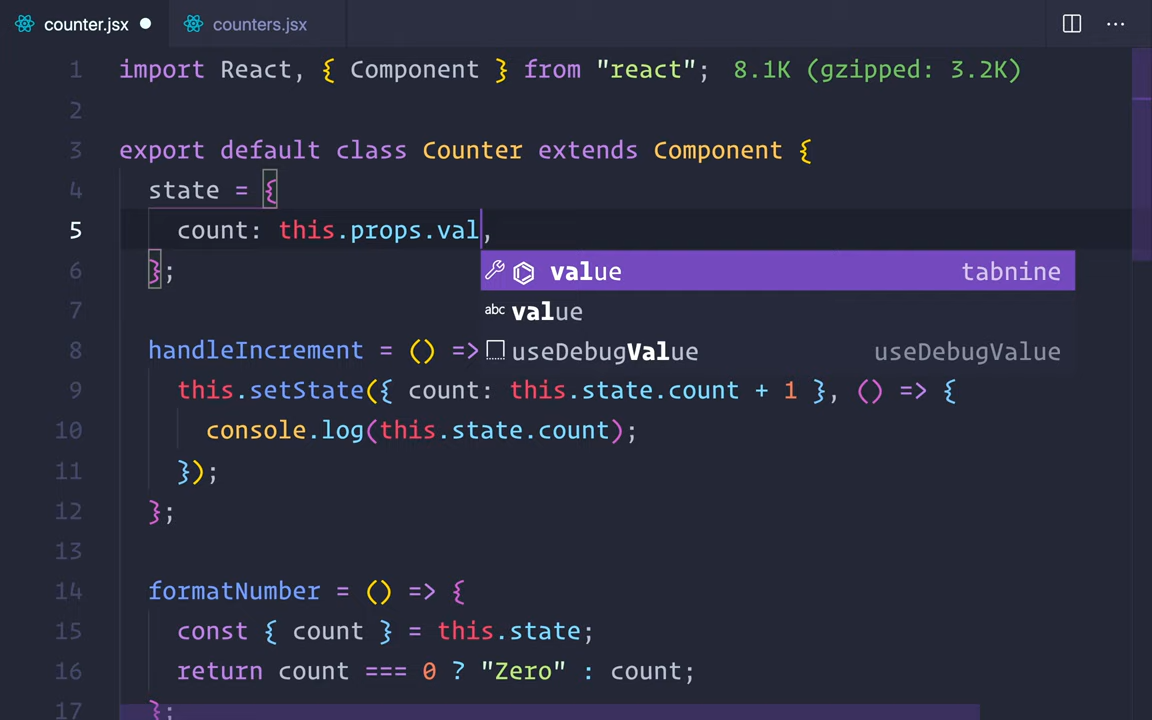 counter.jsx counters.jsx ...
1 import React, { Component } from "react"; 8.1K (gzipped: 3.2K)
2
3 export default class Counter extends Component {
4 state = {
5 count: this.props.val,
6 };
value tabnine
7
abc value
8 handleIncrement = () =>
useDebugValue useDebugValue
9 this.setState({ count: this.state.count + 1 }, () => {
10 console.log(this.state.count);
11 });
12 };
13
14 formatNumber = () => {
15 const { count } = this.state;
16 return count === 0 ? "Zero" : count;
17 };